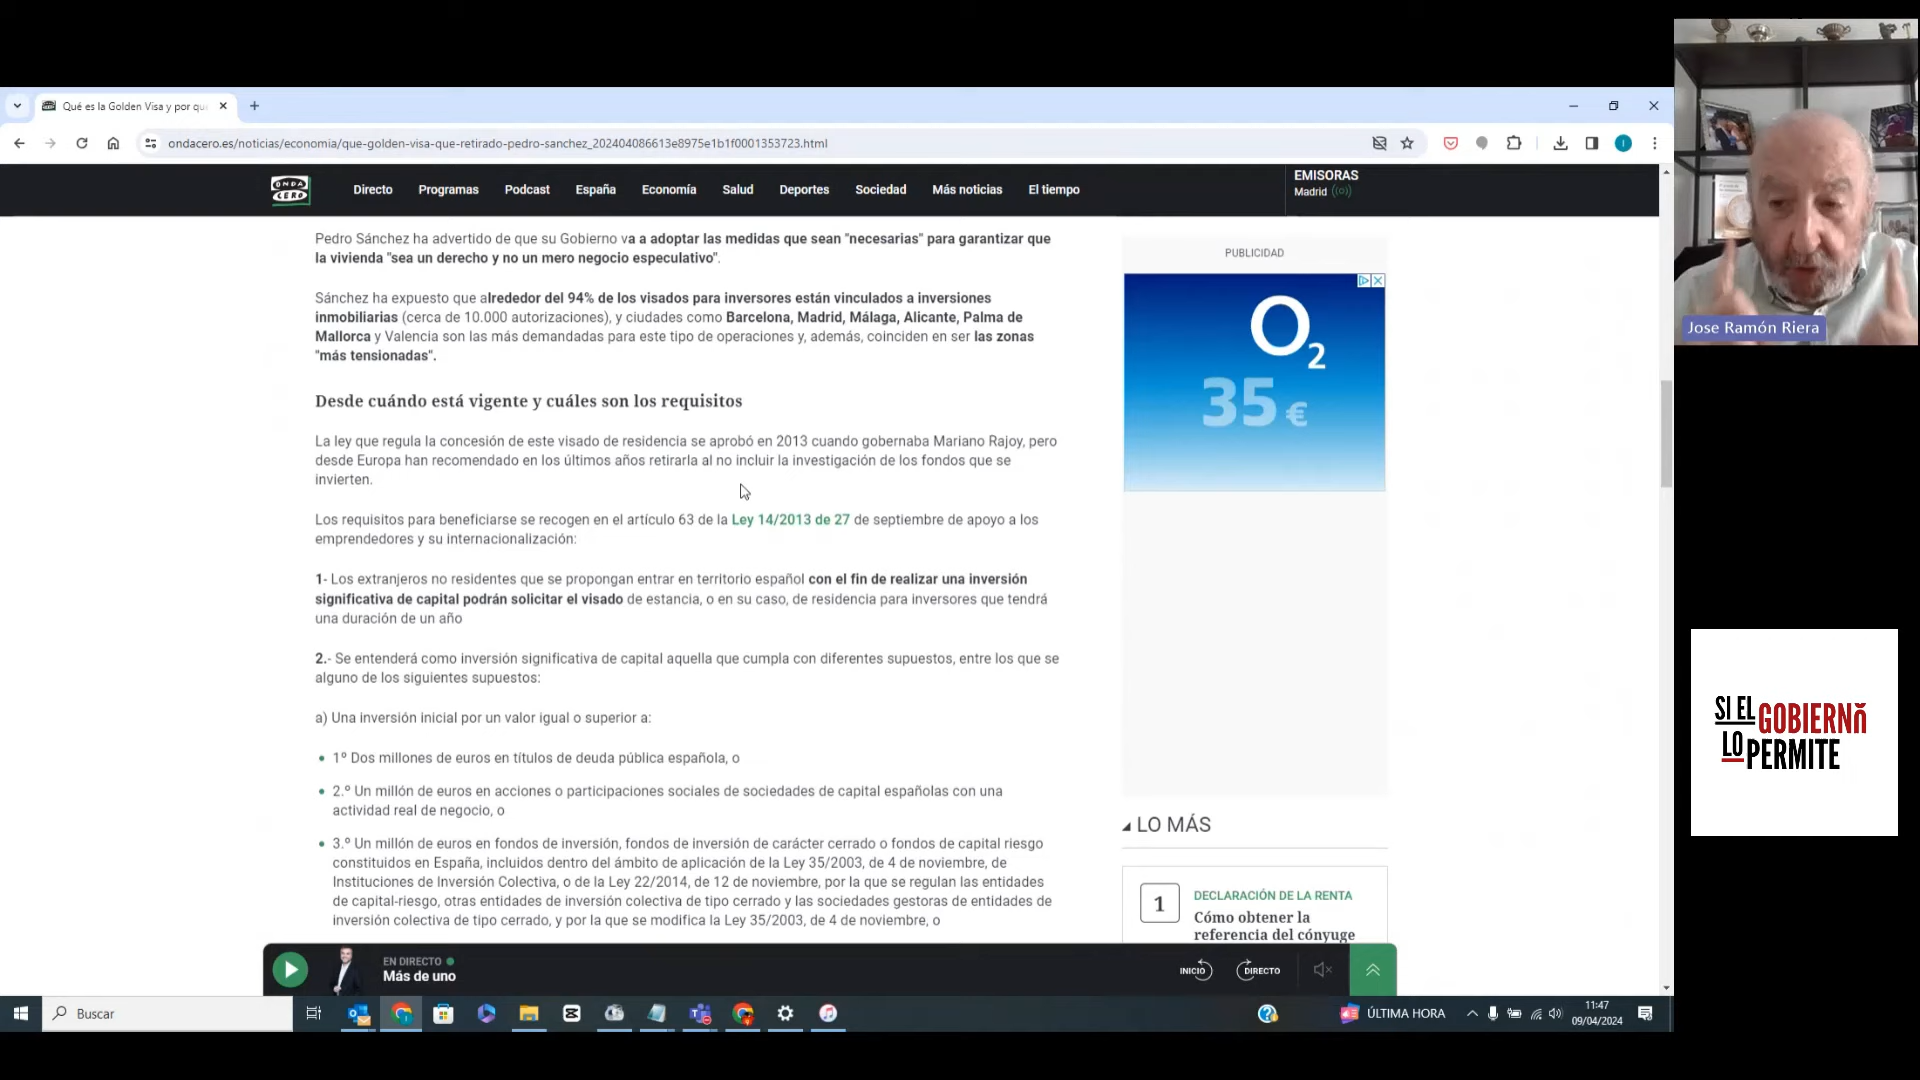 Qué es la Golden Visa y por qu
ondacero.es/noticias/economia/que-golden-visa-que-retirado-pedro-sanchez_202404086613e8975e1b1f0001353723.html
ONDA
CERO
Directo
Programas
Podcast
España
Economía
Salud
Deportes
Sociedad
Más noticias
El tiempo
EMISORAS
Madrid
Pedro Sánchez ha advertido de que su Gobierno va a adoptar las medidas que sean "necesarias" para garantizar que
la vivienda "sea un derecho y no un mero negocio especulativo".
Sánchez ha expuesto que alrededor del 94% de los visados para inversores están vinculados a inversiones
inmobiliarias (cerca de 10.000 autorizaciones), y ciudades como Barcelona, Madrid, Málaga, Alicante, Palma de
Mallorca y Valencia son las más demandadas para este tipo de operaciones y, además, coinciden en ser las zonas
"más tensionadas".
Desde cuándo está vigente y cuáles son los requisitos
La ley que regula la concesión de este visado de residencia se aprobó en 2013 cuando gobernaba Mariano Rajoy, pero
desde Europa han recomendado en los últimos años retirarla al no incluir la investigación de los fondos que se
invierten.
Los requisitos para beneficiarse se recogen en el artículo 63 de la Ley 14/2013 de 27 de septiembre de apoyo a los
emprendedores y su internacionalización:
1- Los extranjeros no residentes que se propongan entrar en territorio español con el fin de realizar una inversión
significativa de capital podrán solicitar el visado de estancia, o en su caso, de residencia para inversores que tendrá
una duración de un año
2.- Se entenderá como inversión significativa de capital aquella que cumpla con diferentes supuestos, entre los que se
alguno de los siguientes supuestos:
a) Una inversión inicial por un valor igual o superior a:
1º Dos millones de euros en títulos de deuda pública española, o
2.º Un millón de euros en acciones o participaciones sociales de sociedades de capital españolas con una
actividad real de negocio, o
3.º Un millón de euros en fondos de inversión, fondos de inversión de carácter cerrado o fondos de capital riesgo
constituidos en España, incluidos dentro del ámbito de aplicación de la Ley 35/2003, de 4 de noviembre, de
Instituciones de Inversión Colectiva, o de la Ley 22/2014, de 12 de noviembre, por la que se regulan las entidades
de capital-riesgo, otras entidades de inversión colectiva de tipo cerrado y las sociedades gestoras de entidades de
inversión colectiva de tipo cerrado, y por la que se modifica la Ley 35/2003, de 4 de noviembre, o
PUBLICIDAD
O2
35 €
LO MÁS
1
DECLARACIÓN DE LA RENTA
Cómo obtener la
referencia del cónyuge
EN DIRECTO
Más de uno
INICIO
DIRECTO
Buscar
ÚLTIMA HORA
11:47
09/04/2024
Jose Ramón Riera
SI EL GOBIERNO
LO PERMITE